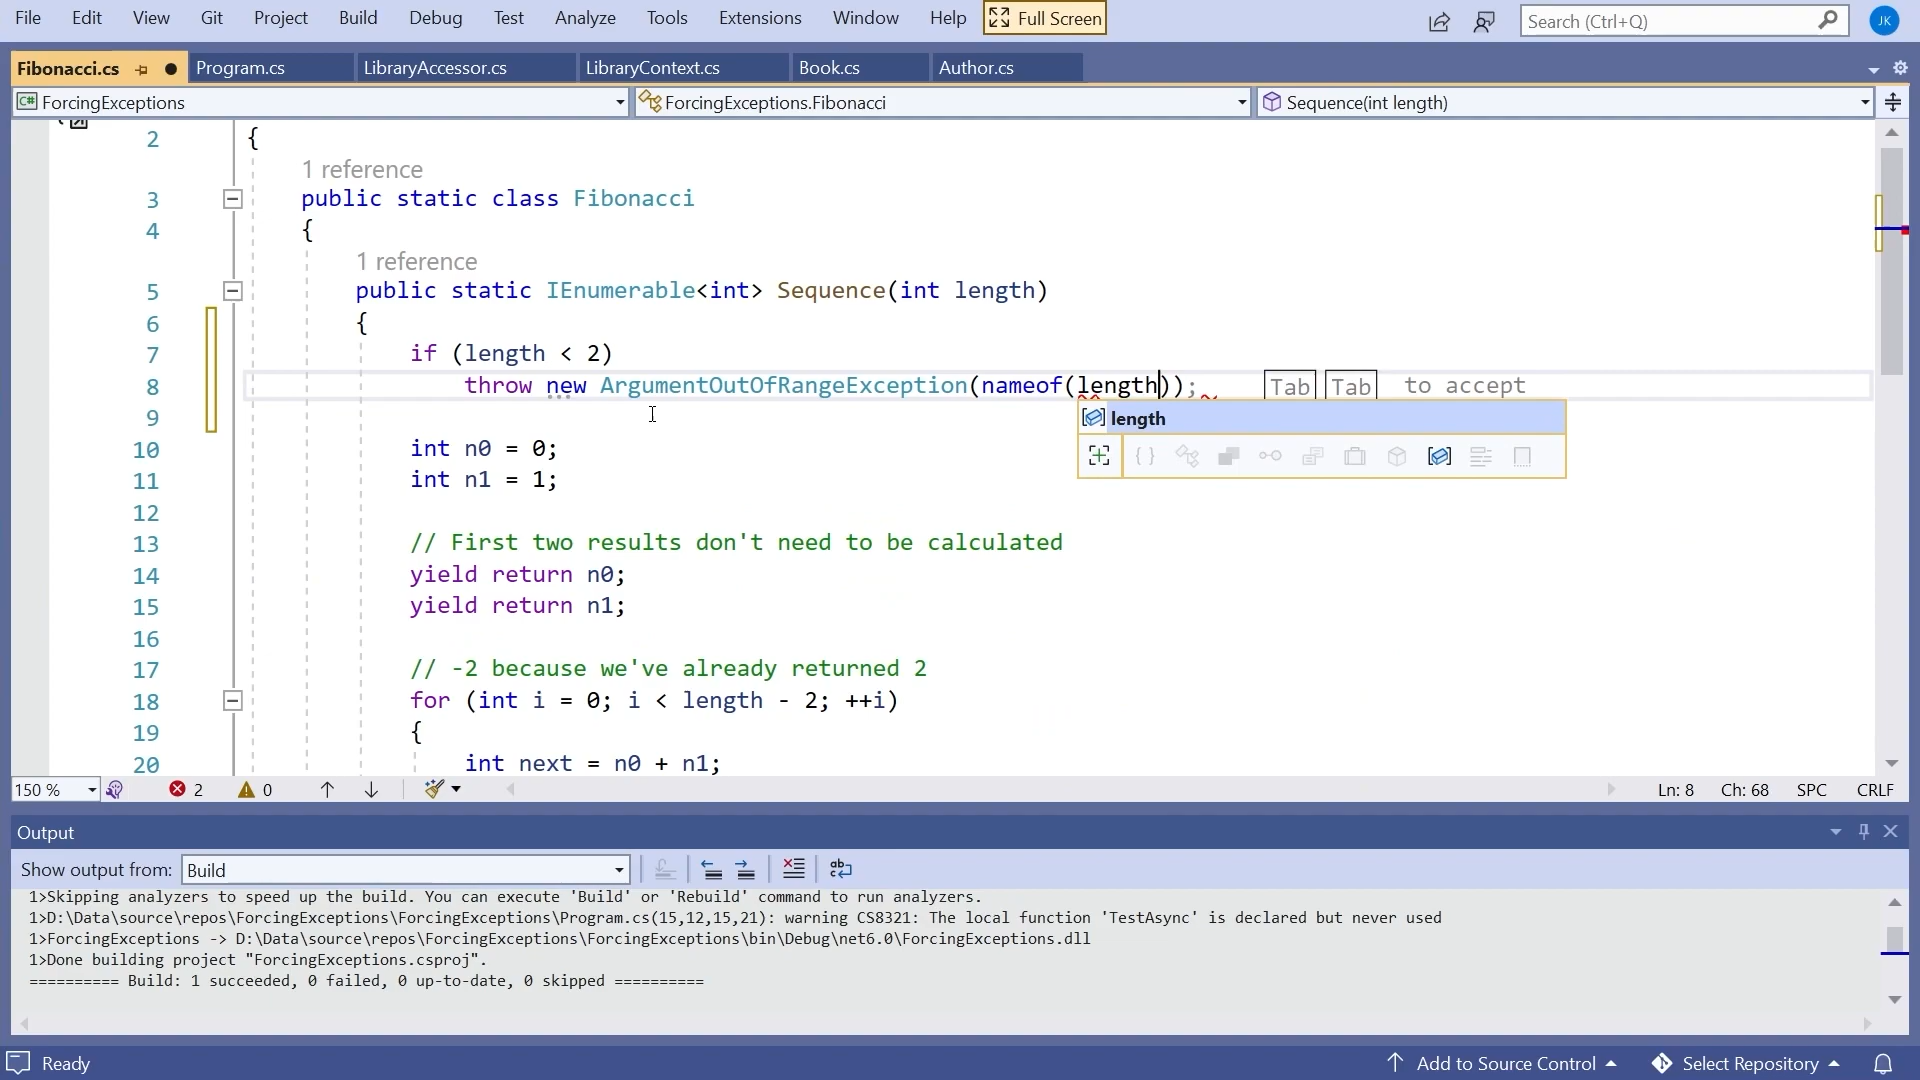 File Edit View Git Project Build Debug Test Analyze Tools Extensions Window Help Full Screen Search (Ctrl+Q) JK
Fibonacci.cs Program.cs LibraryAccessor.cs LibraryContext.cs Book.cs Author.cs
C# ForcingExceptions ForcingExceptions.Fibonacci Sequence(int length)
2 {
1 reference
3 public static class Fibonacci
4 {
1 reference
5 public static IEnumerable<int> Sequence(int length)
6 {
7 if (length < 2)
8 throw new ArgumentOutOfRangeException(nameof(length)); Tab Tab to accept
9 length
10 int n0 = 0;
11 int n1 = 1;
12
13 // First two results don't need to be calculated
14 yield return n0;
15 yield return n1;
16
17 // -2 because we've already returned 2
18 for (int i = 0; i < length - 2; ++i)
19 {
20 int next = n0 + n1;
150 % 2 0 Ln: 8 Ch: 68 SPC CRLF
Output
Show output from: Build
1>Skipping analyzers to speed up the build. You can execute 'Build' or 'Rebuild' command to run analyzers.
1>D:\Data\source\repos\ForcingExceptions\ForcingExceptions\Program.cs(15,12,15,21): warning CS8321: The local function 'TestAsync' is declared but never used
1>ForcingExceptions -> D:\Data\source\repos\ForcingExceptions\ForcingExceptions\bin\Debug\net6.0\ForcingExceptions.dll
1>Done building project "ForcingExceptions.csproj".
========== Build: 1 succeeded, 0 failed, 0 up-to-date, 0 skipped ==========
Ready Add to Source Control Select Repository